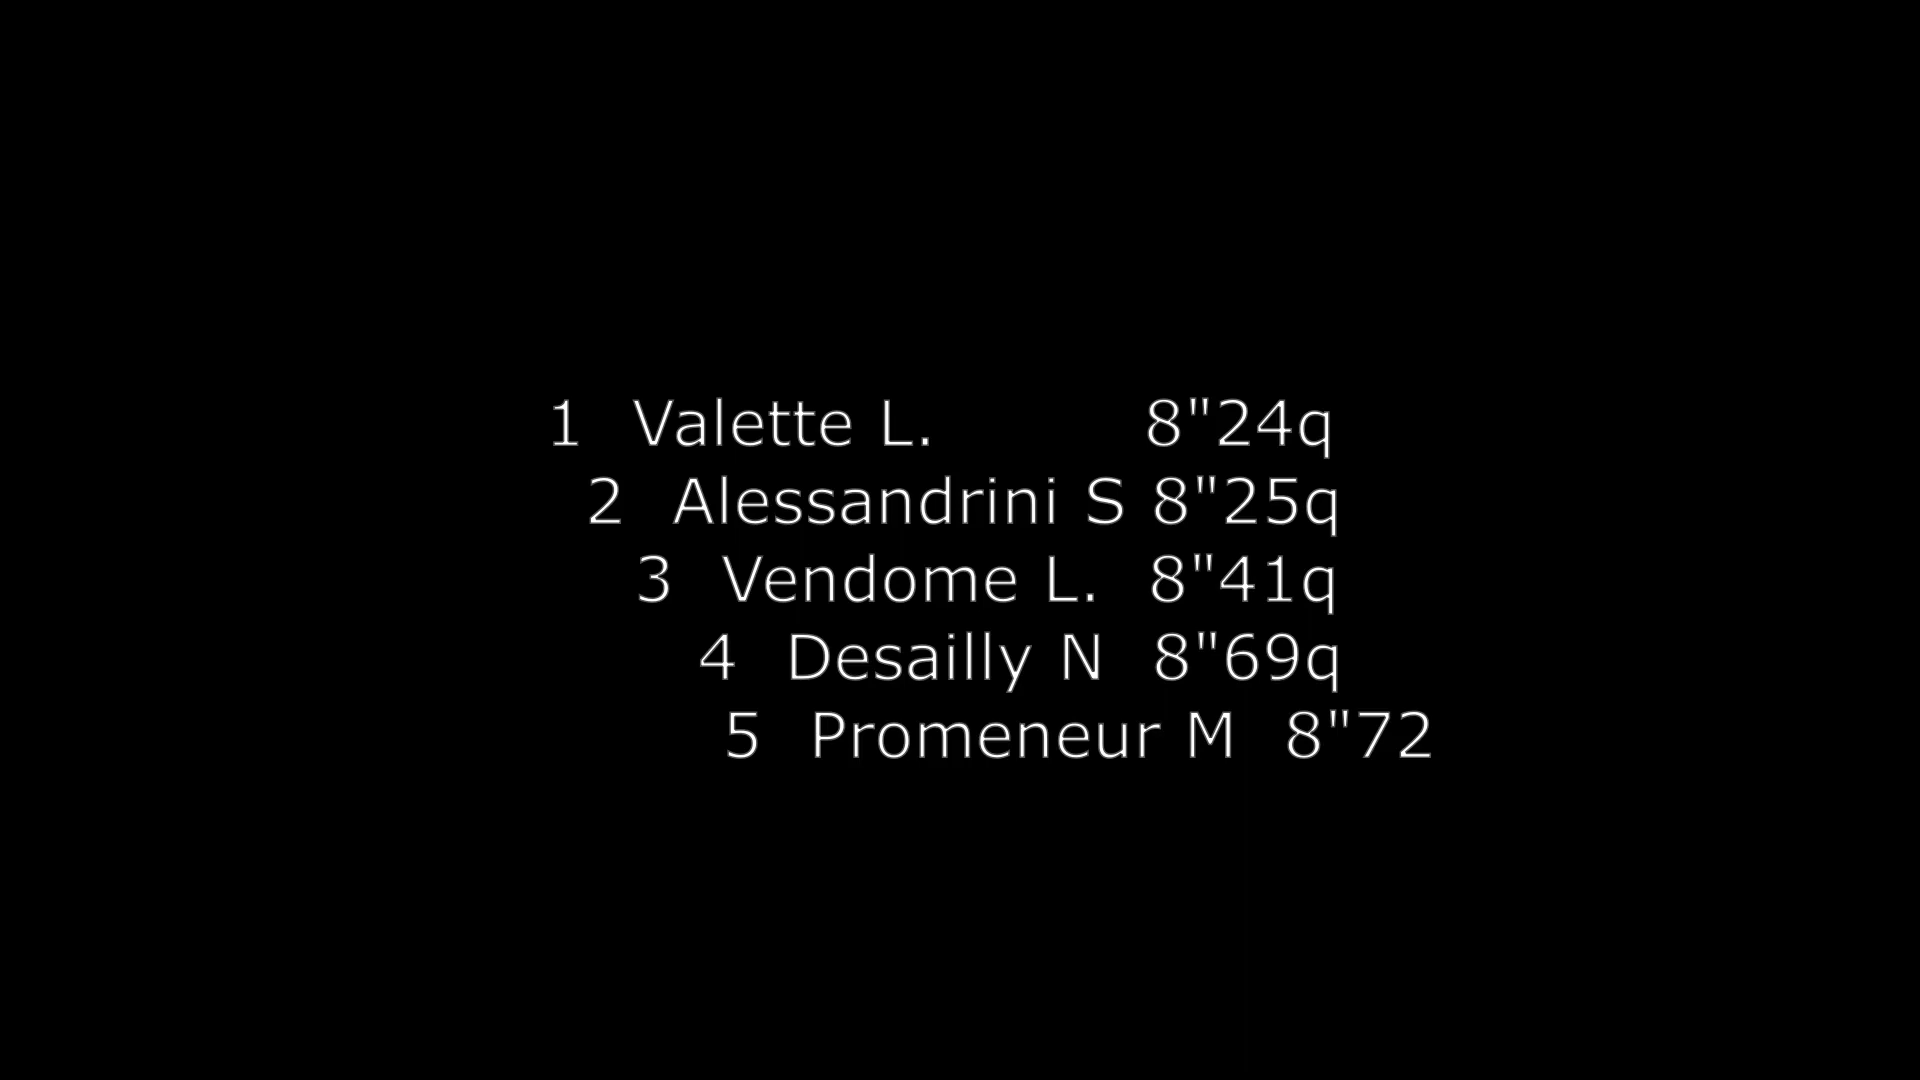 1 Valette L. 8"24q
2 Alessandrini S 8"25q
3 Vendome L. 8"41q
4 Desailly N 8"69q
5 Promeneur M 8"72